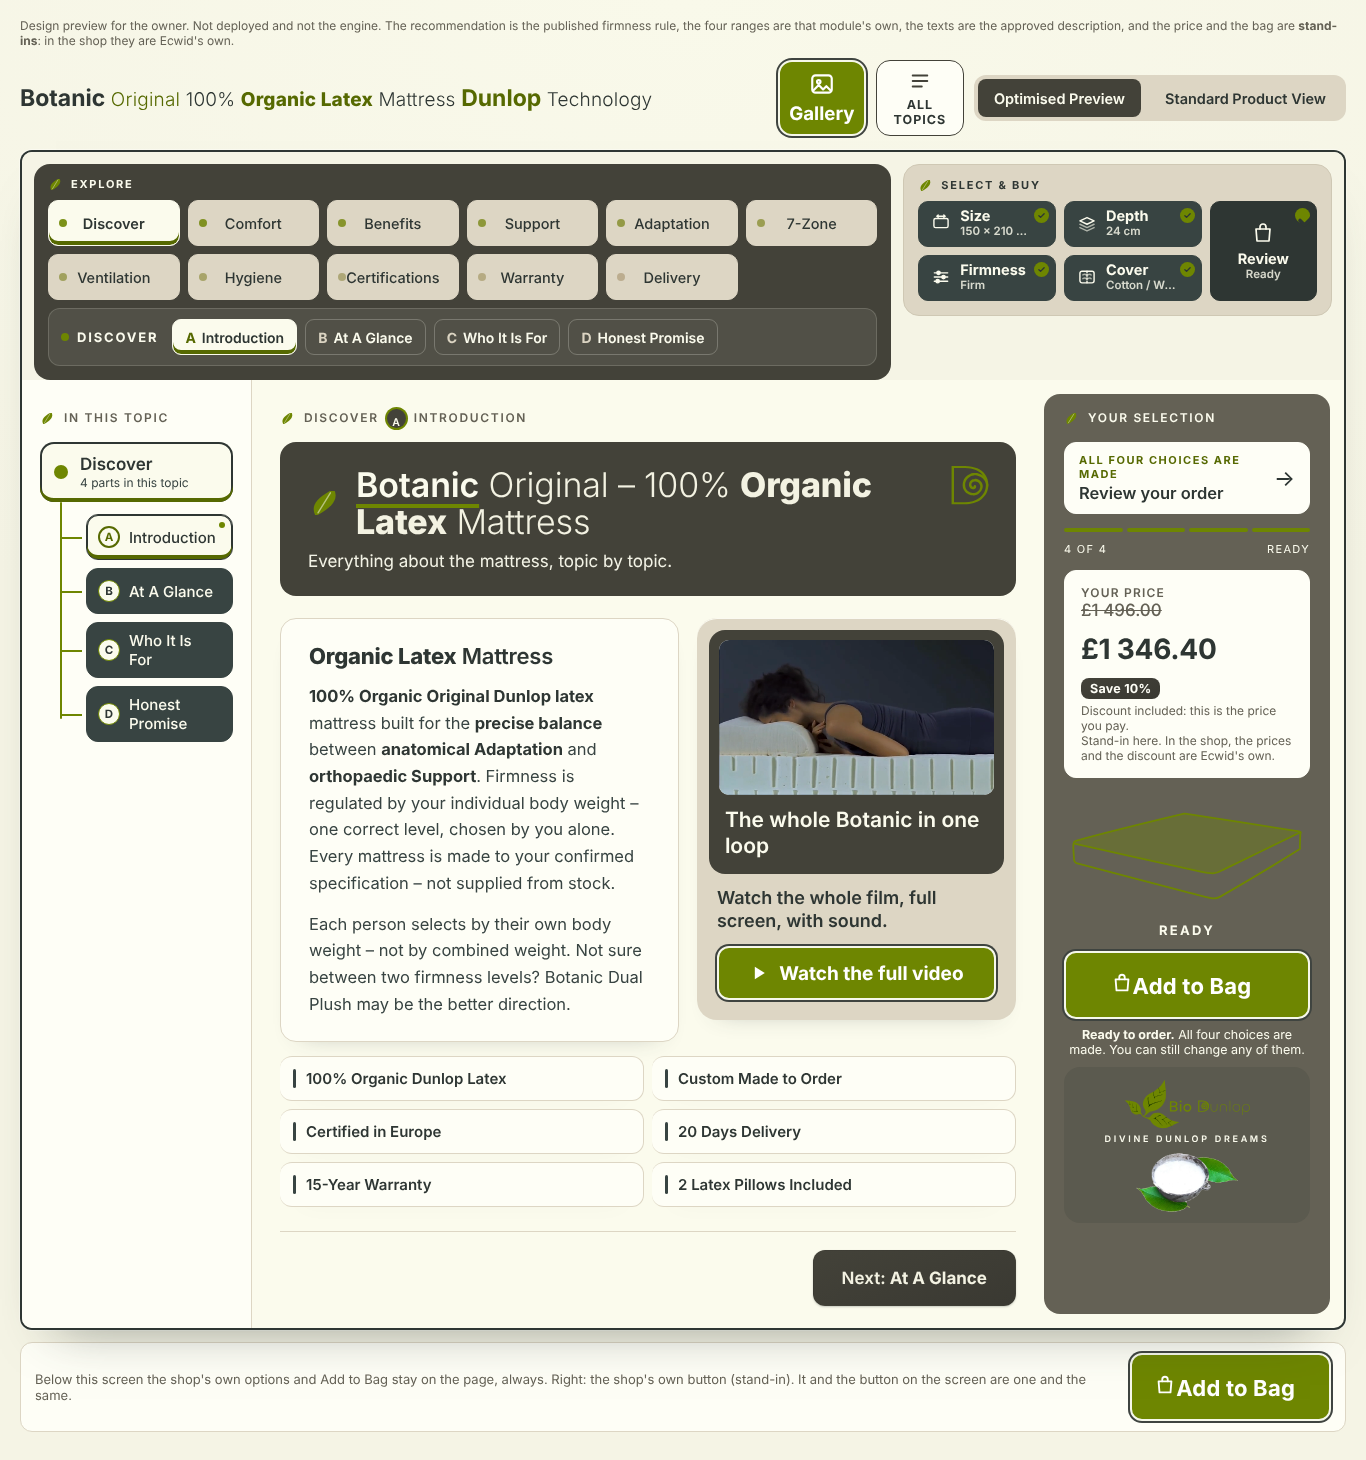 Design preview for the owner. Not deployed and not the engine. The recommendation is the published firmness rule, the four ranges are that module's own, the texts are the approved description, and the price and the bag are stand-
ins: in the shop they are Ecwid's own.
Botanic Original 100% Organic Latex Mattress Dunlop Technology
Gallery
ALL
TOPICS
Optimised Preview
Standard Product View
EXPLORE
Discover
Comfort
Benefits
Support
Adaptation
7-Zone
Ventilation
Hygiene
Certifications
Warranty
Delivery
DISCOVER
A Introduction
B At A Glance
C Who It Is For
D Honest Promise
SELECT & BUY
Size
150 × 210 ...
Depth
24 cm
Firmness
Firm
Cover
Cotton / W...
Review
Ready
IN THIS TOPIC
Discover
4 parts in this topic
A Introduction
B At A Glance
C Who It Is
For
D Honest
Promise
DISCOVER A INTRODUCTION
Botanic Original – 100% Organic
Latex Mattress
Everything about the mattress, topic by topic.
Organic Latex Mattress
100% Organic Original Dunlop latex
mattress built for the precise balance
between anatomical Adaptation and
orthopaedic Support. Firmness is
regulated by your individual body weight –
one correct level, chosen by you alone.
Every mattress is made to your confirmed
specification – not supplied from stock.
Each person selects by their own body
weight – not by combined weight. Not sure
between two firmness levels? Botanic Dual
Plush may be the better direction.
The whole Botanic in one
loop
Watch the whole film, full
screen, with sound.
Watch the full video
100% Organic Dunlop Latex
Custom Made to Order
Certified in Europe
20 Days Delivery
15-Year Warranty
2 Latex Pillows Included
Next: At A Glance
YOUR SELECTION
ALL FOUR CHOICES ARE
MADE
Review your order
4 OF 4
READY
YOUR PRICE
£1 496.00
£1 346.40
Save 10%
Discount included: this is the price
you pay.
Stand-in here. In the shop, the prices
and the discount are Ecwid's own.
READY
Add to Bag
Ready to order. All four choices are
made. You can still change any of them.
Bio Dunlop
DIVINE DUNLOP DREAMS
Below this screen the shop's own options and Add to Bag stay on the page, always. Right: the shop's own button (stand-in). It and the button on the screen are one and the
same.
Add to Bag